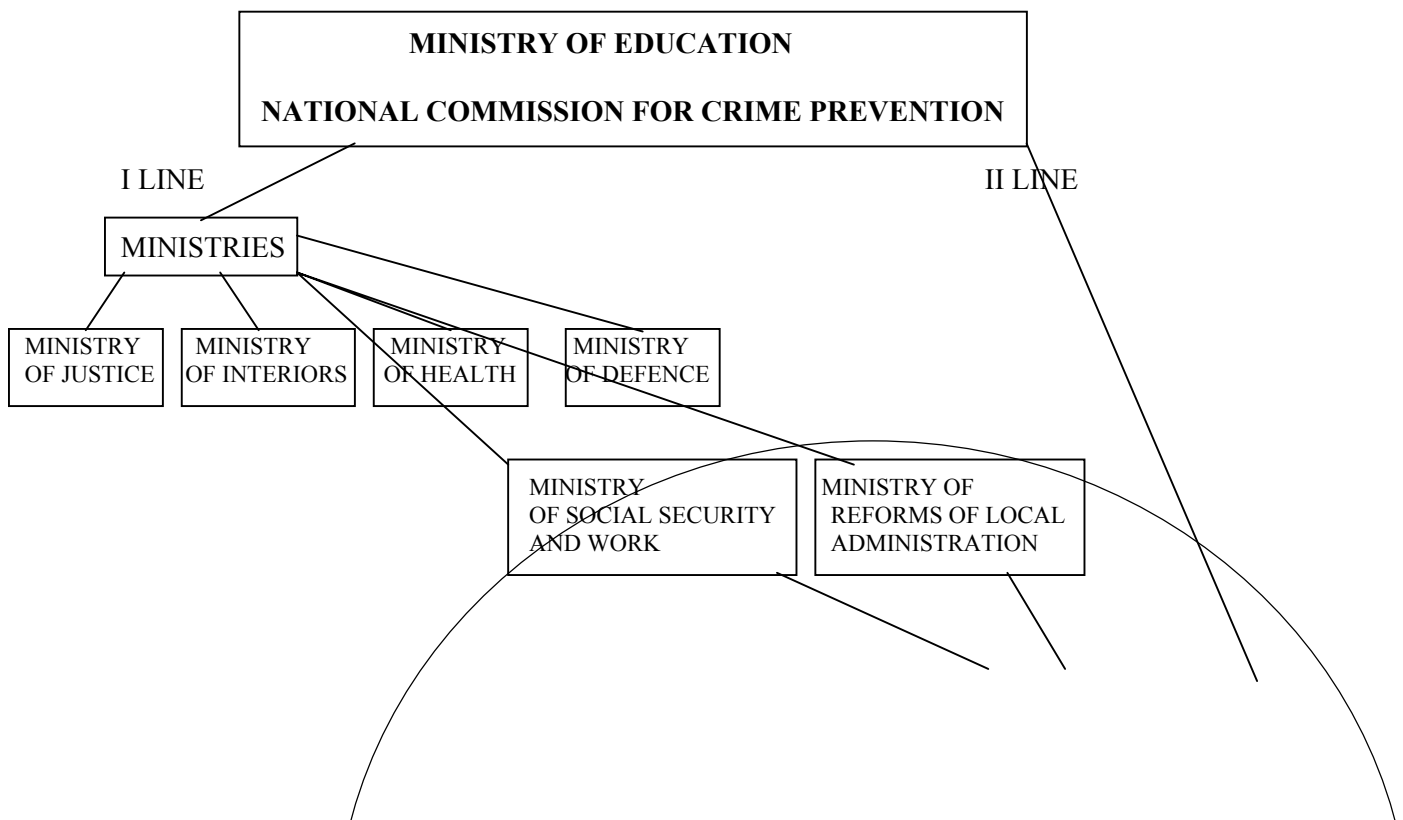 MINISTRY OF EDUCATION
NATIONAL COMMISSION FOR CRIME PREVENTION
I LINE
II LINE
MINISTRIES
MINISTRY
OF JUSTICE
MINISTRY
OF INTERIORS
MINISTRY
OF HEALTH
MINISTRY
OF DEFENCE
MINISTRY
OF SOCIAL SECURITY
AND WORK
MINISTRY OF
REFORMS OF LOCAL
ADMINISTRATION